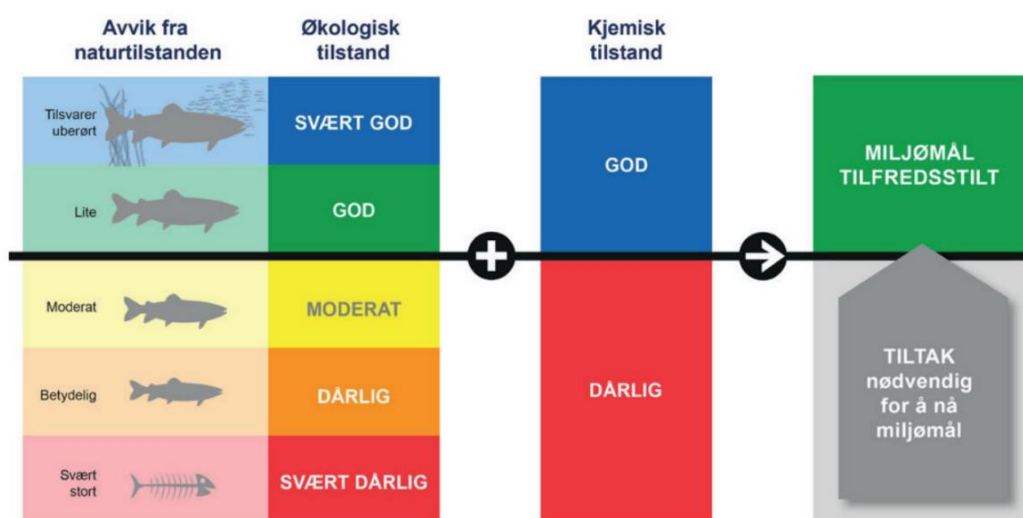 Avvik fra
naturtilstanden
Økologisk
tilstand
Kjemisk
tilstand
Tilsvarer
uberørt
SVÆRT GOD
Lite
GOD
GOD
MILJØMÅL
TILFREDSSTILT
Moderat
MODERAT
Betydelig
DÅRLIG
DÅRLIG
TILTAK
nødvendig
for å nå
miljømål
Svært
stort
SVÆRT DÅRLIG